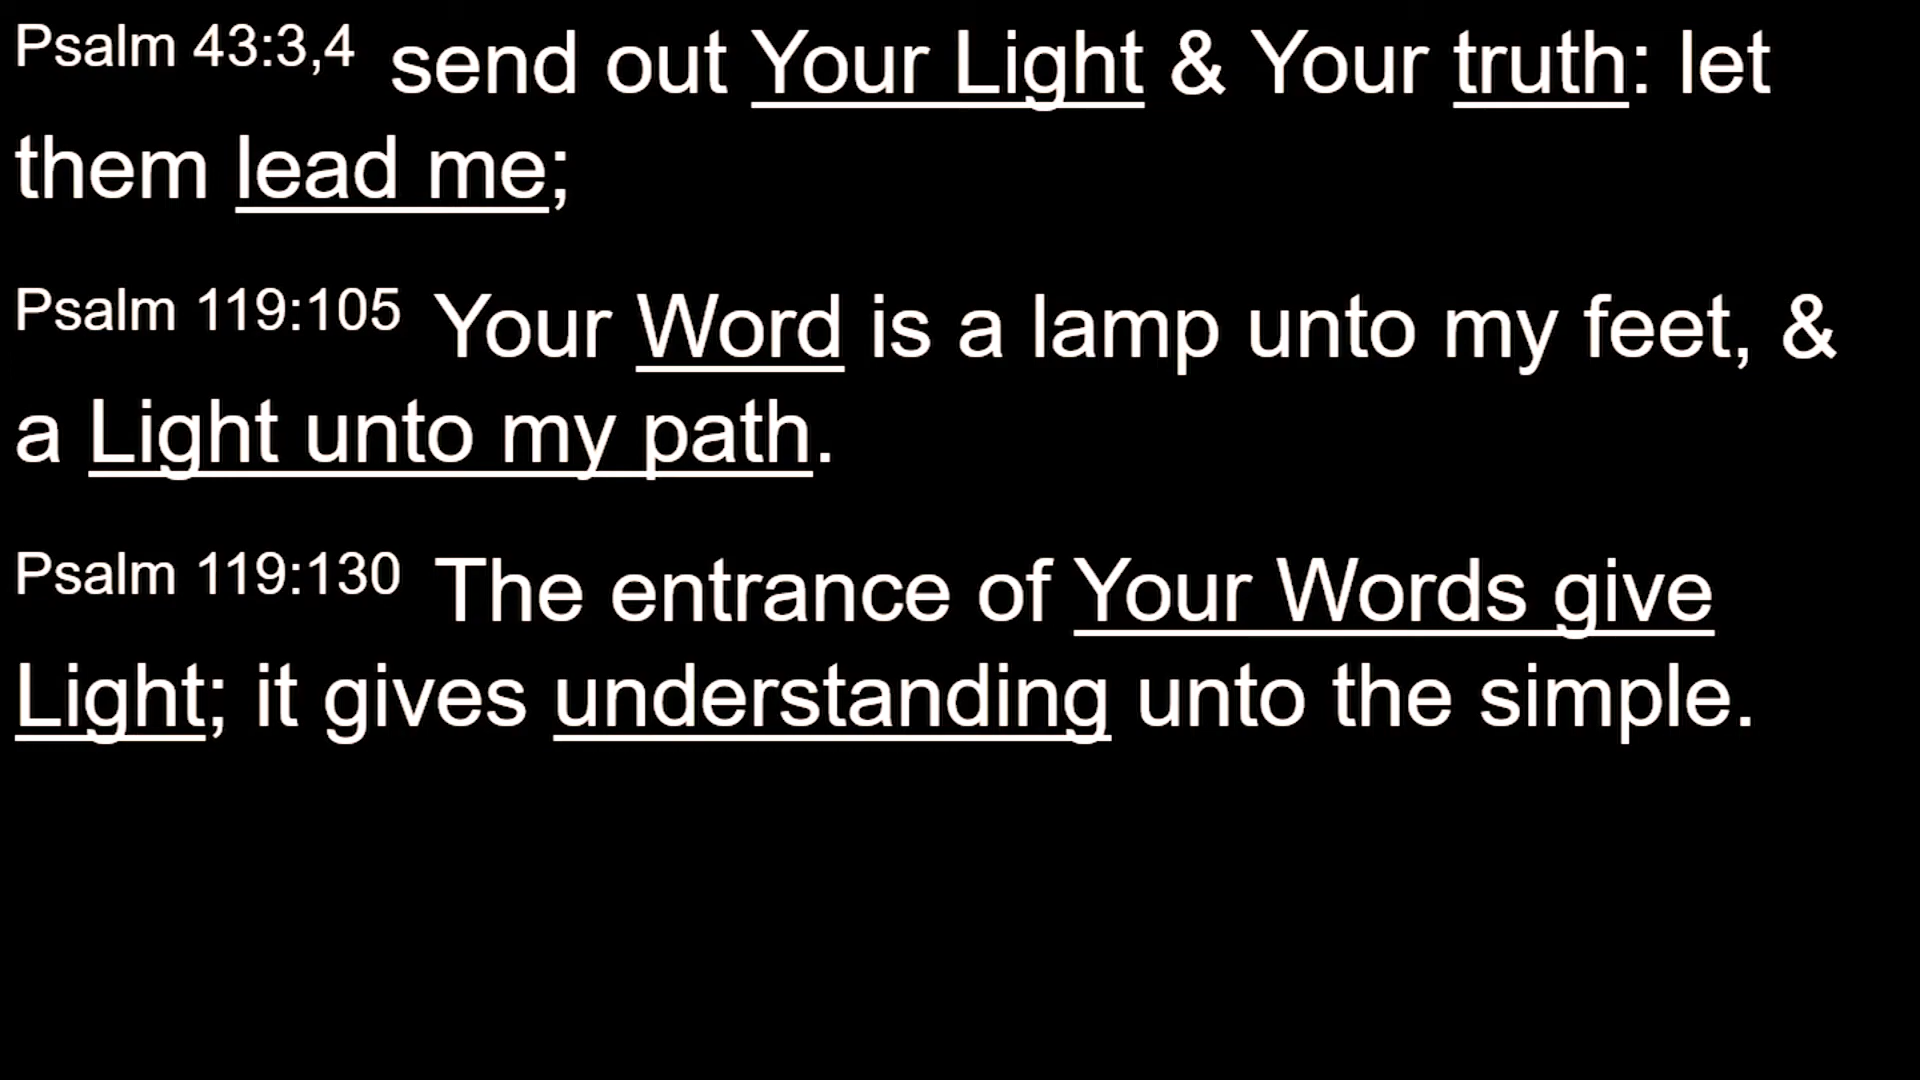 Psalm 43:3,4 send out Your Light & Your truth: let
them lead me;
Psalm 119:105 Your Word is a lamp unto my feet, &
a Light unto my path.
Psalm 119:130 The entrance of Your Words give
Light; it gives understanding unto the simple.